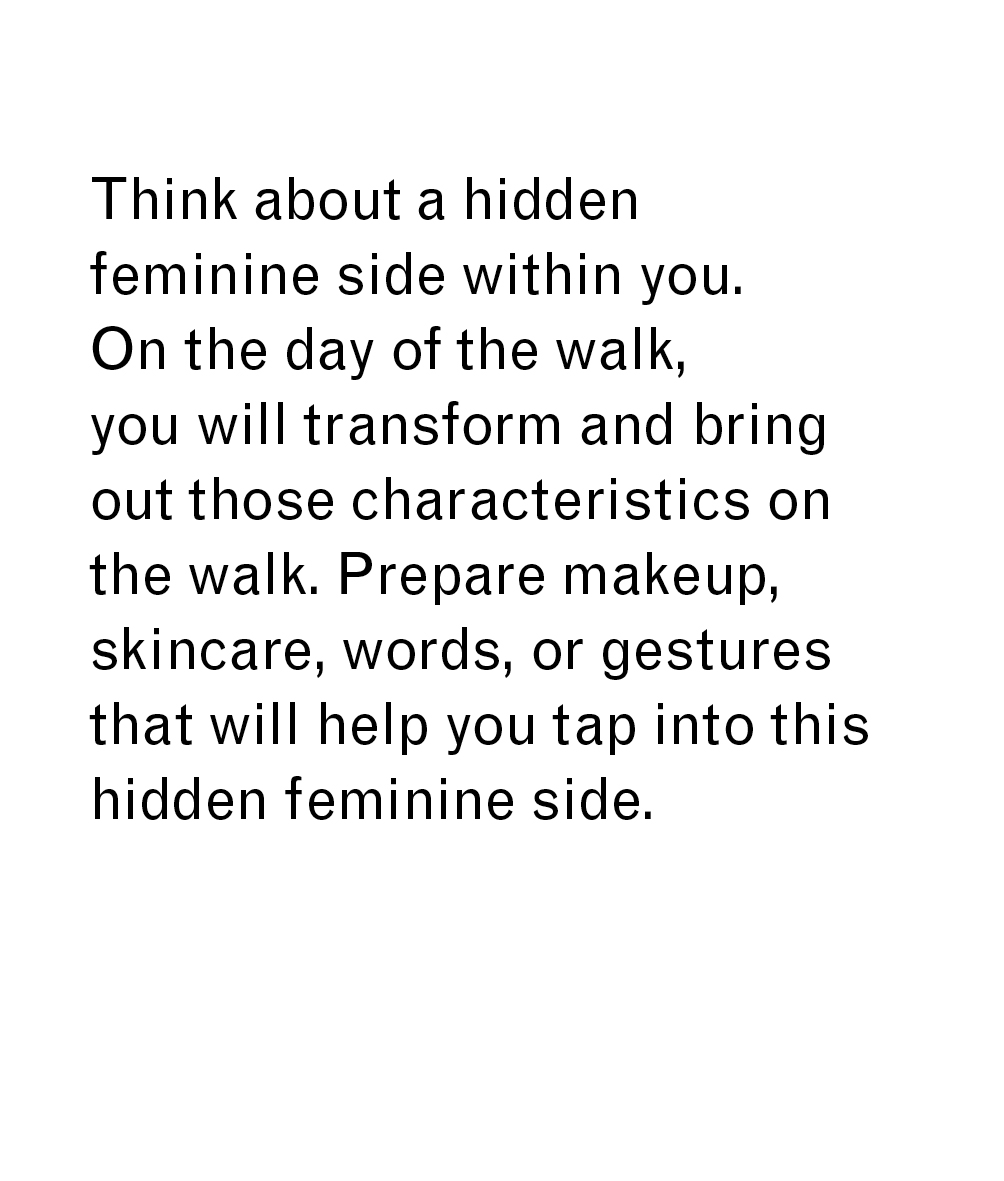 Think about a hidden
feminine side within you.
On the day of the walk,
you will transform and bring
out those characteristics on
the walk. Prepare makeup,
skincare, words, or gestures
that will help you tap into this
hidden feminine side.